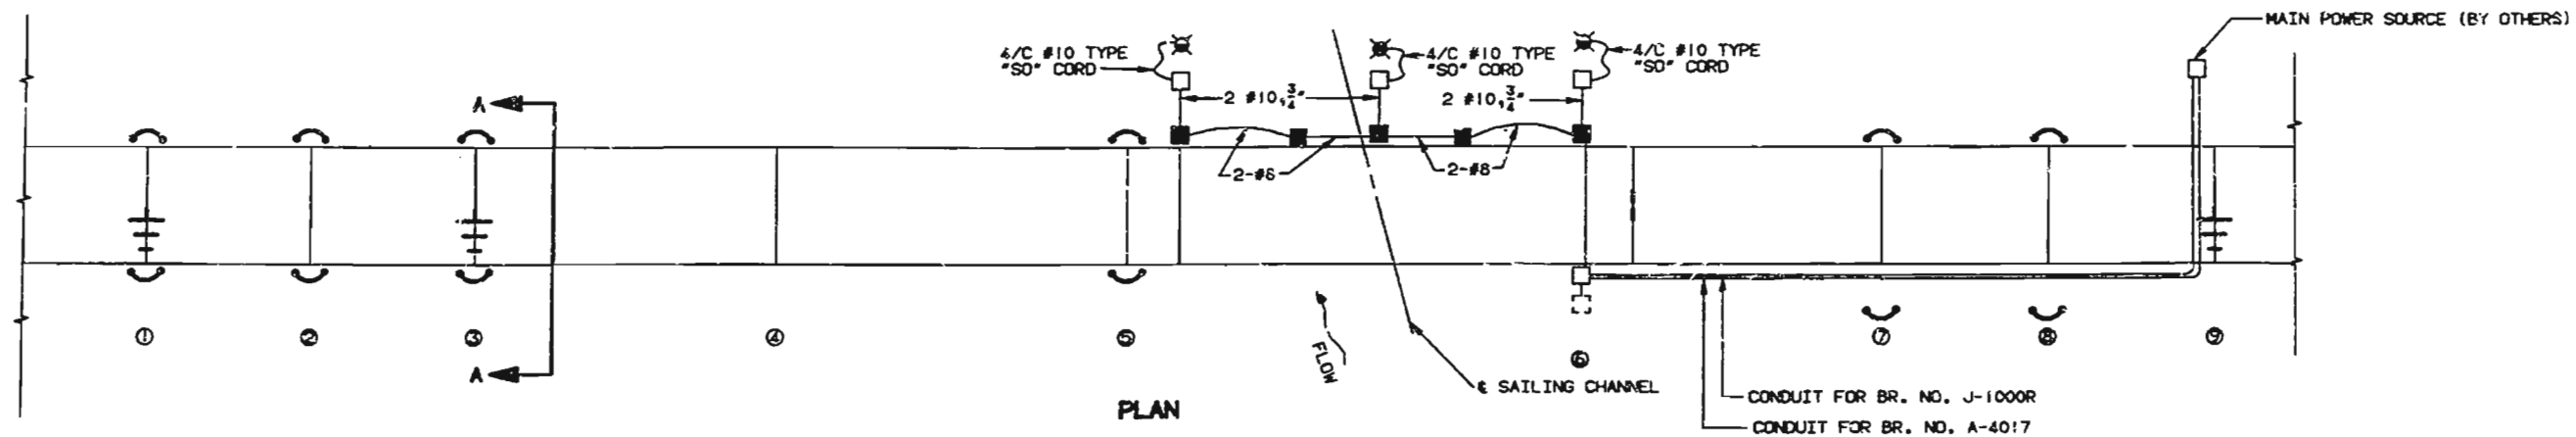 MAIN POWER SOURCE (BY OTHERS)
4/C #10 TYPE
"SO" CORD
4/C #10 TYPE
"SO" CORD
4/C #10 TYPE
"SO" CORD
A
2 #10, 3/4"
2 #10, 3/4"
2-#8
2-#8
1
2
3
4
5
6
7
8
9
FLOW
A
℄ SAILING CHANNEL
CONDUIT FOR BR. NO. J-1000R
CONDUIT FOR BR. NO. A-4017
PLAN